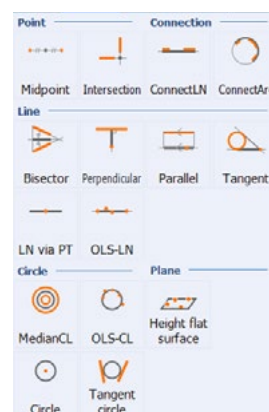 Point Connection
Midpoint Intersection ConnectLN ConnectAr
Line
Bisector Perpendicular Parallel Tangent
LN via PT OLS-LN
Circle Plane
MedianCL OLS-CL Height flat surface
Circle Tangent circle